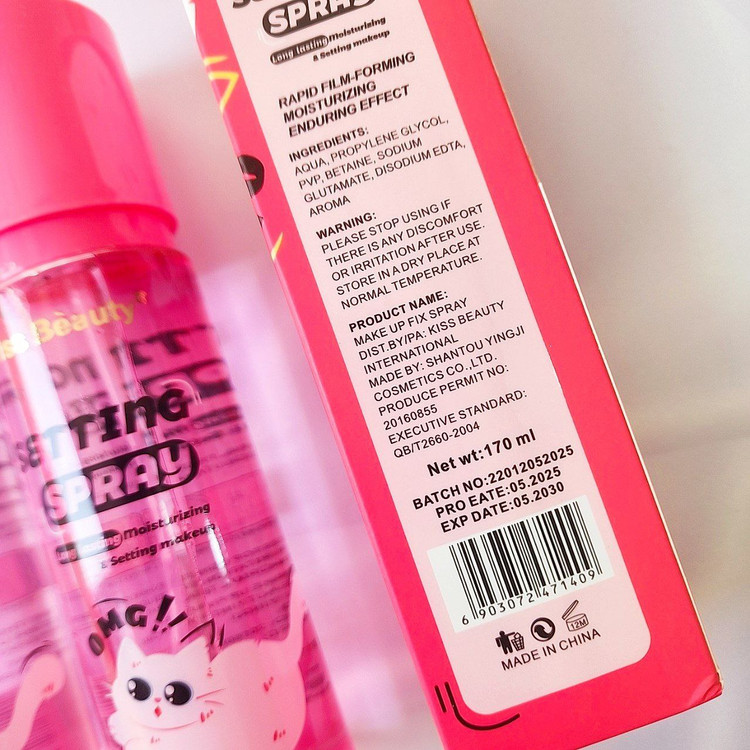 SPRAY
Long lasting Moisturizing
& Setting makeup
RAPID FILM-FORMING
MOISTURIZING
ENDURING EFFECT
INGREDIENTS:
AQUA, PROPYLENE GLYCOL,
PVP, BETAINE, SODIUM
GLUTAMATE, DISODIUM EDTA,
AROMA
WARNING:
PLEASE STOP USING IF
THERE IS ANY DISCOMFORT
OR IRRITATION AFTER USE.
STORE IN A DRY PLACE AT
NORMAL TEMPERATURE.
PRODUCT NAME:
MAKE UP FIX SPRAY
DIST.BY/PA: KISS BEAUTY
INTERNATIONAL
MADE BY: SHANTOU YINGJI
COSMETICS CO.,LTD.
PRODUCE PERMIT NO:
20160855
EXECUTIVE STANDARD:
QB/T2660-2004
Net wt:170 ml
BATCH NO:22012052025
PRO EATE:05.2025
EXP DATE:05.2030
6 903072 471409
12M
MADE IN CHINA
Beauty
SETTING
SPRAY
Moisturizing
& Setting makeup
OMG!!